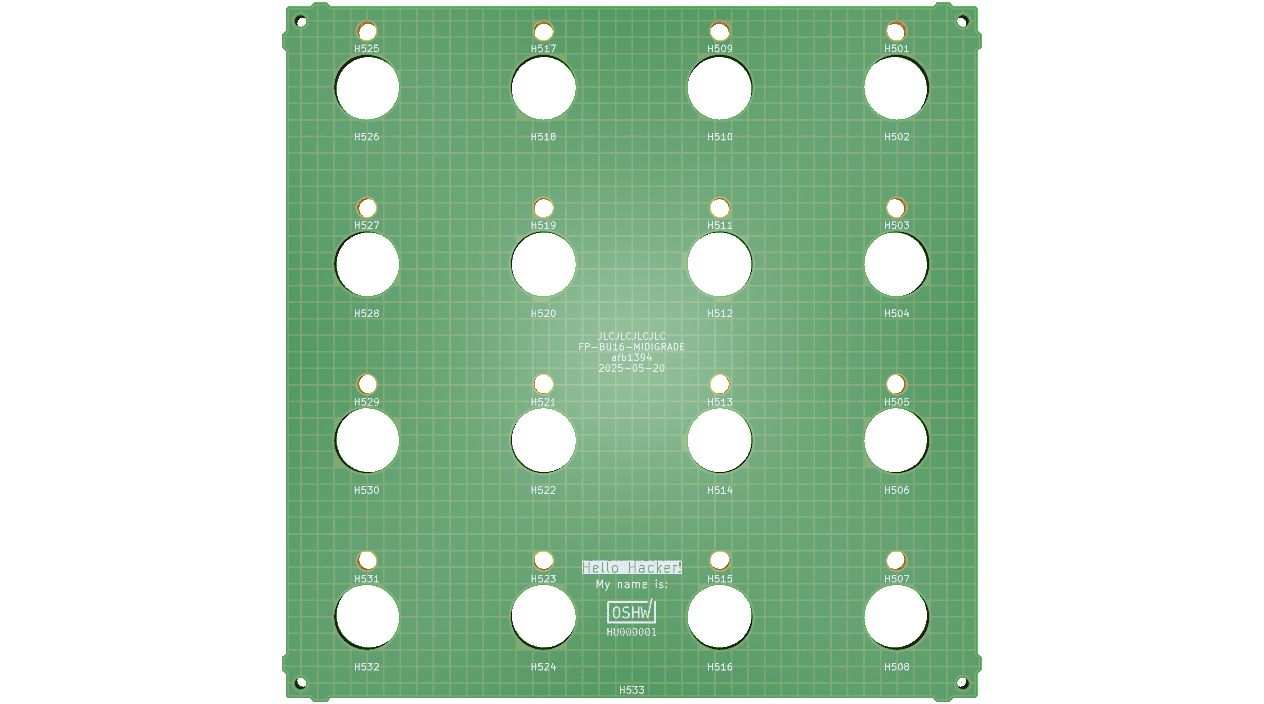 H525 H517 H509 H501
H526 H518 H510 H502
H527 H519 H511 H503
H528 H520 H512 H504
JLCJLCJLCJLC
FP-BU16-MIDIGRADE
afb1394
2025-05-20
H529 H521 H513 H505
H530 H522 H514 H506
Hello Hacker!
H531 H523 H515 H507
My name is:
OSHW
HU000001
H532 H524 H516 H508
H533